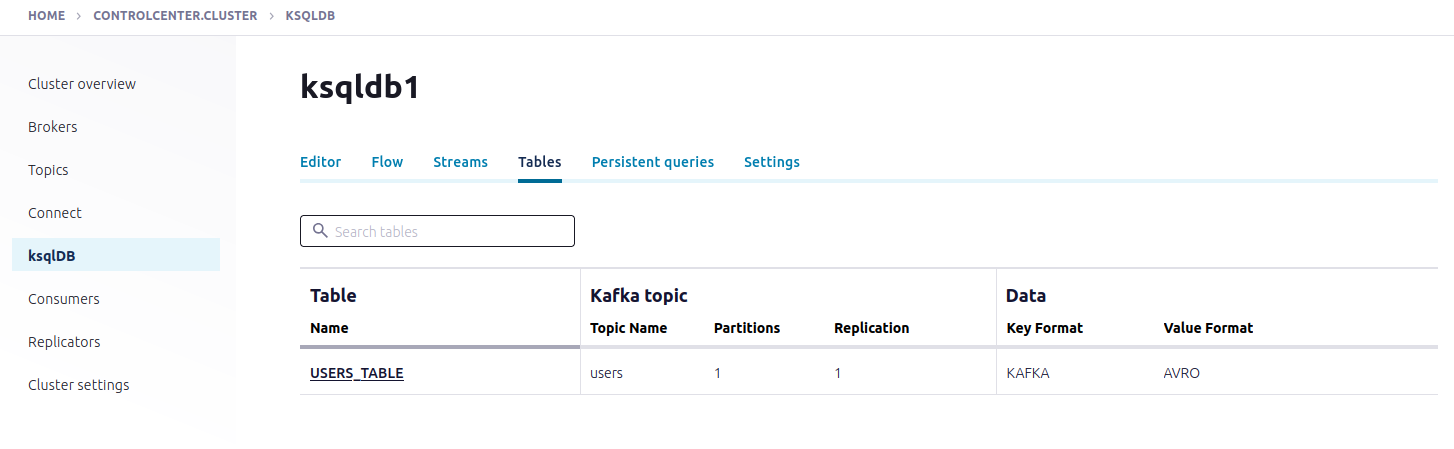 HOME > CONTROLCENTER.CLUSTER > KSQLDB
Cluster overview
Brokers
Topics
Connect
ksqlDB
Consumers
Replicators
Cluster settings
ksqldb1
Editor Flow Streams Tables Persistent queries Settings
Search tables
Table Kafka topic Data
Name Topic Name Partitions Replication Key Format Value Format
USERS_TABLE users 1 1 KAFKA AVRO